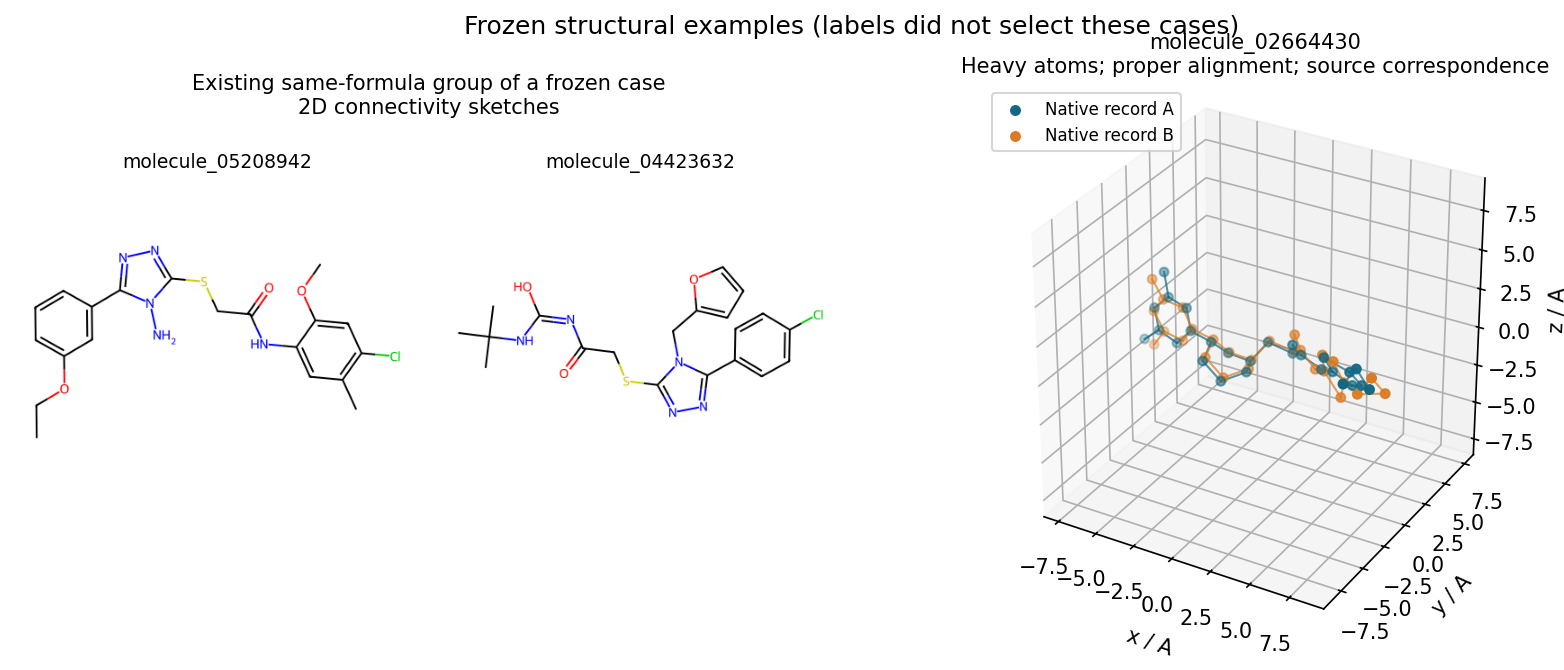 Frozen structural examples (labels did not select these cases)
Existing same-formula group of a frozen case
2D connectivity sketches
molecule_05208942
N
N
S
N
NH2
O
HN
O
Cl
O
molecule_04423632
HO
NH
N
O
S
O
N
N
N
Cl
molecule_02664430
Heavy atoms; proper alignment; source correspondence
Native record A
Native record B
7.5
5.0
2.5
0.0
−2.5
−5.0
−7.5
z / A
7.5
5.0
2.5
0.0
−2.5
−5.0
−7.5
y / A
−7.5
−5.0
−2.5
0.0
2.5
5.0
7.5
x / A